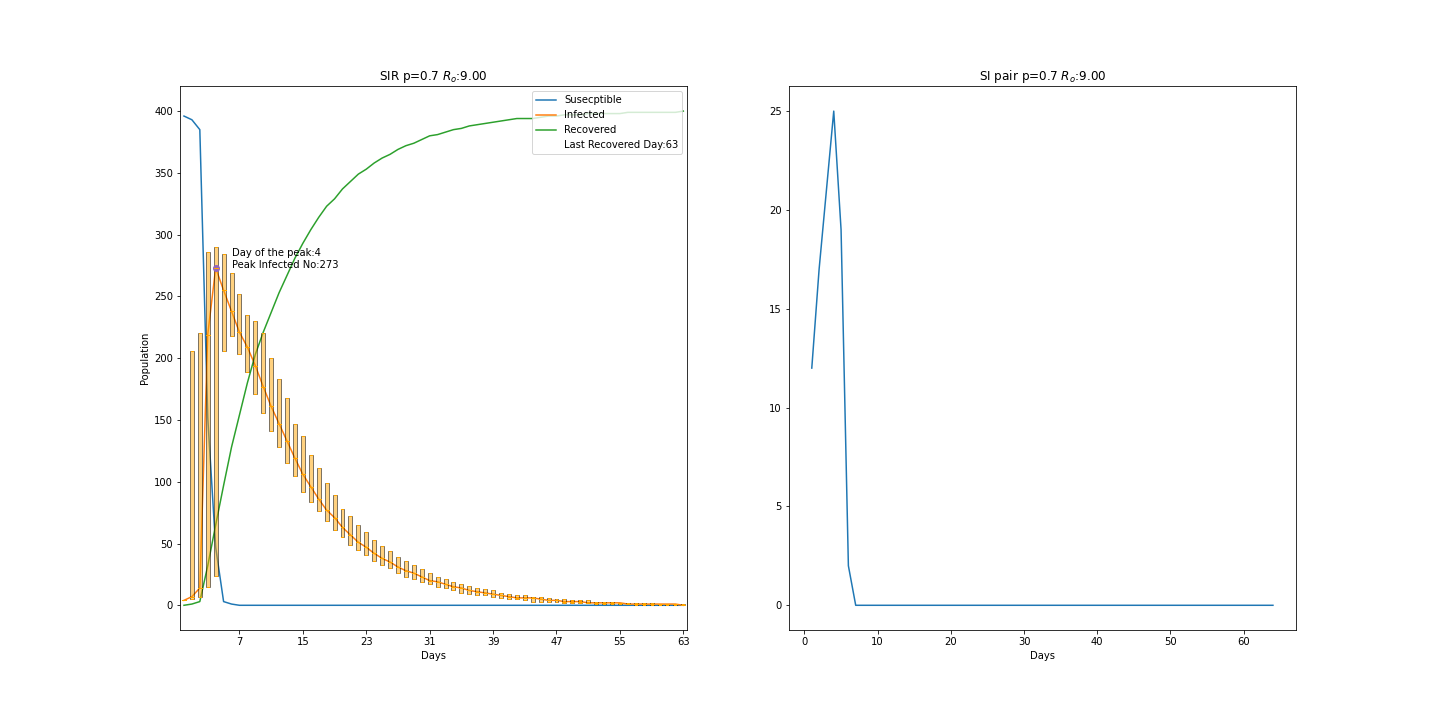 SIR p=0.7 Rₒ:9.00
Population
400
350
300
250
200
150
100
50
0
Susecptible
Infected
Recovered
Last Recovered Day:63
Day of the peak:4
Peak Infected No:273
7 15 23 31 39 47 55 63
Days
SI pair p=0.7 Rₒ:9.00
25
20
15
10
5
0
0 10 20 30 40 50 60
Days